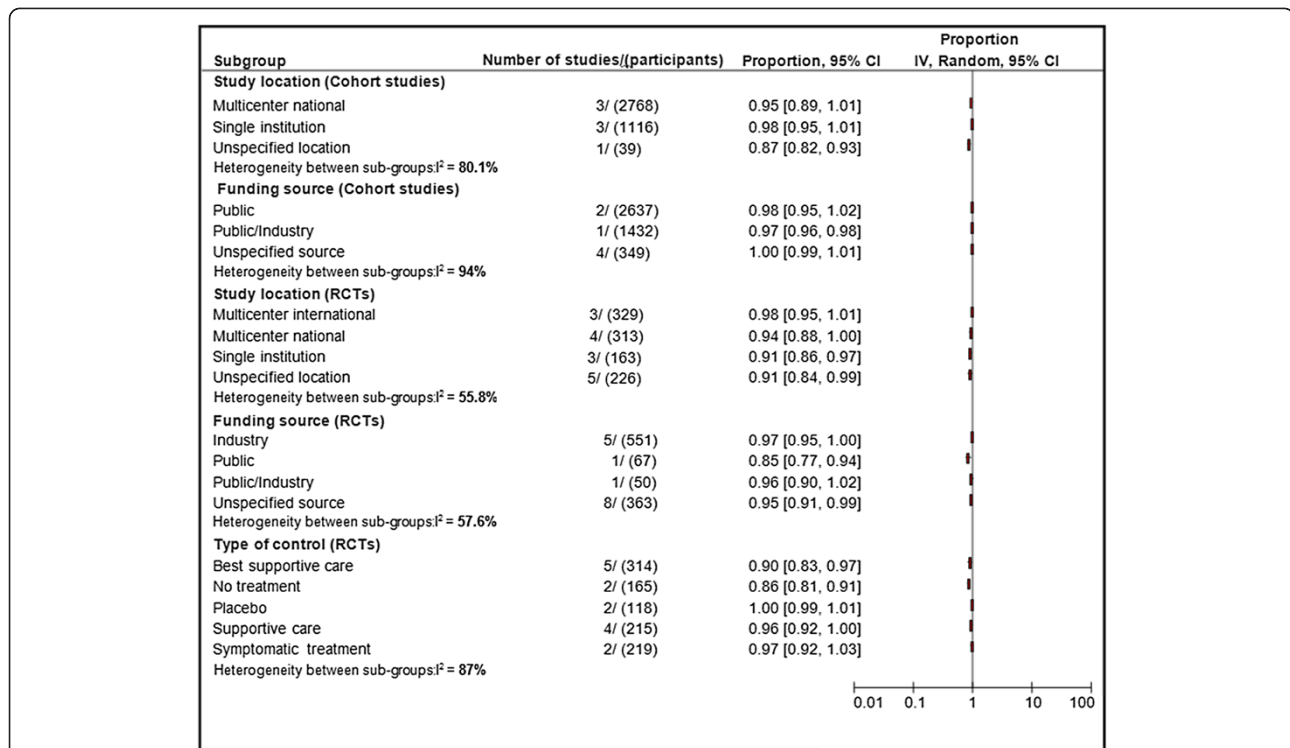 Proportion
Subgroup Number of studies/(participants) Proportion, 95% CI IV, Random, 95% CI
Study location (Cohort studies)
Multicenter national 3/ (2768) 0.95 [0.89, 1.01]
Single institution 3/ (1116) 0.98 [0.95, 1.01]
Unspecified location 1/ (39) 0.87 [0.82, 0.93]
Heterogeneity between sub-groups:I² = 80.1%
Funding source (Cohort studies)
Public 2/ (2637) 0.98 [0.95, 1.02]
Public/Industry 1/ (1432) 0.97 [0.96, 0.98]
Unspecified source 4/ (349) 1.00 [0.99, 1.01]
Heterogeneity between sub-groups:I² = 94%
Study location (RCTs)
Multicenter international 3/ (329) 0.98 [0.95, 1.01]
Multicenter national 4/ (313) 0.94 [0.88, 1.00]
Single institution 3/ (163) 0.91 [0.86, 0.97]
Unspecified location 5/ (226) 0.91 [0.84, 0.99]
Heterogeneity between sub-groups:I² = 55.8%
Funding source (RCTs)
Industry 5/ (551) 0.97 [0.95, 1.00]
Public 1/ (67) 0.85 [0.77, 0.94]
Public/Industry 1/ (50) 0.96 [0.90, 1.02]
Unspecified source 8/ (363) 0.95 [0.91, 0.99]
Heterogeneity between sub-groups:I² = 57.6%
Type of control (RCTs)
Best supportive care 5/ (314) 0.90 [0.83, 0.97]
No treatment 2/ (165) 0.86 [0.81, 0.91]
Placebo 2/ (118) 1.00 [0.99, 1.01]
Supportive care 4/ (215) 0.96 [0.92, 1.00]
Symptomatic treatment 2/ (219) 0.97 [0.92, 1.03]
Heterogeneity between sub-groups:I² = 87%
0.01 0.1 1 10 100